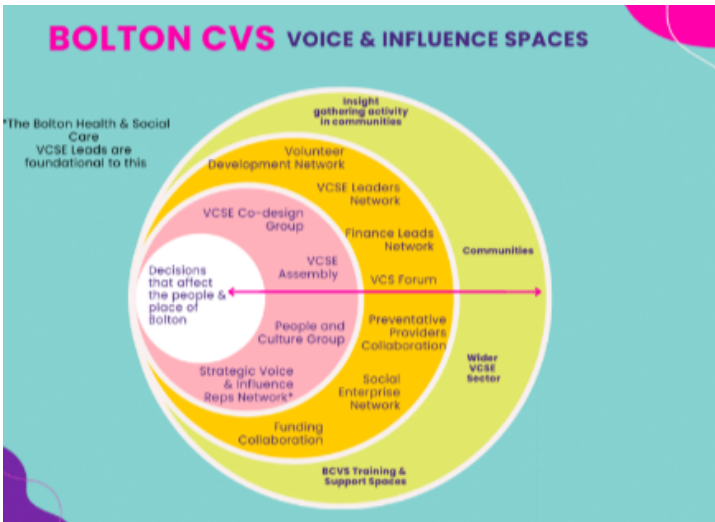 BOLTON CVS VOICE & INFLUENCE SPACES
*The Bolton Health & Social
Care
VCSE Leads are
foundational to this
Insight
gathering activity
in communities
Volunteer
Development Network
VCSE Leaders
Network
VCSE Co-design
Group
Finance Leads
Network
Communities
VCSE
Assembly
VCS Forum
Decisions
that affect
the people &
place of
Bolton
People and
Culture Group
Preventative
Providers
Collaboration
Wider
VCSE
Sector
Strategic Voice
& Influence
Reps Network*
Social
Enterprise
Network
Funding
Collaboration
BCVS Training &
Support Spaces